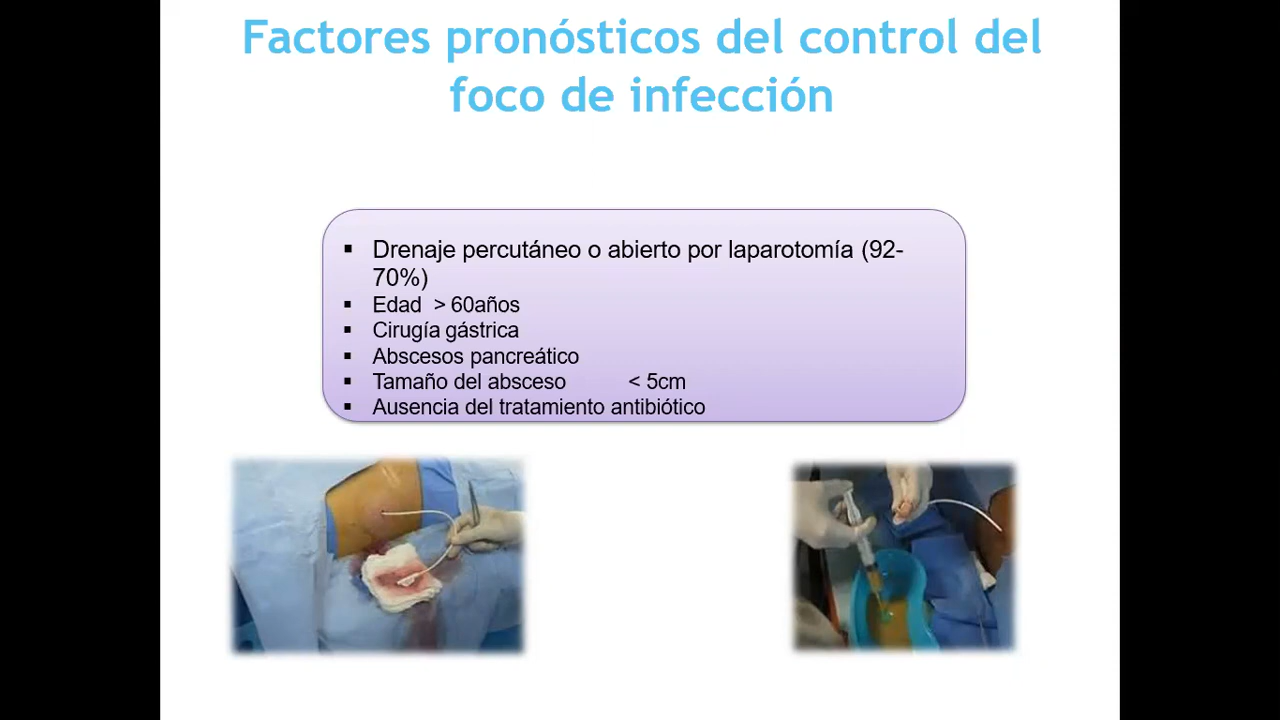 Factores pronósticos del control del
foco de infección
▪ Drenaje percutáneo o abierto por laparotomía (92-
70%)
▪ Edad > 60años
▪ Cirugía gástrica
▪ Abscesos pancreático
▪ Tamaño del absceso < 5cm
▪ Ausencia del tratamiento antibiótico